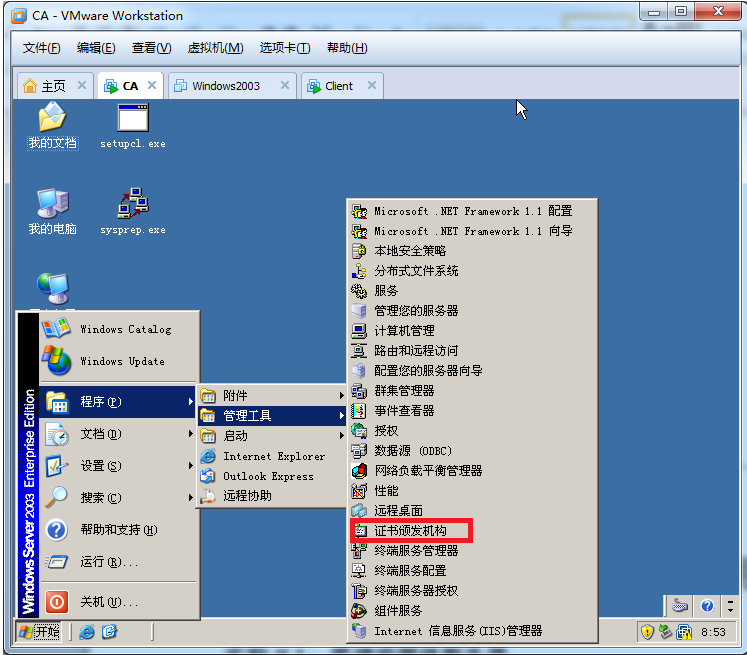 CA - VMware Workstation
文件(F) 编辑(E) 查看(V) 虚拟机(M) 选项卡(T) 帮助(H)
主页 CA Windows2003 Client
我的文档
setupcl.exe
我的电脑
sysprep.exe
Windows Catalog
Windows Update
程序(P)
文档(D)
设置(S)
搜索(C)
帮助和支持(H)
运行(R)...
关机(U)...
Windows Server 2003 Enterprise Edition
附件
管理工具
启动
Internet Explorer
Outlook Express
远程协助
Microsoft .NET Framework 1.1 配置
Microsoft .NET Framework 1.1 向导
本地安全策略
分布式文件系统
服务
管理您的服务器
计算机管理
路由和远程访问
配置您的服务器向导
群集管理器
事件查看器
授权
数据源 (ODBC)
网络负载平衡管理器
性能
远程桌面
证书颁发机构
终端服务管理器
终端服务配置
终端服务器授权
组件服务
Internet 信息服务(IIS)管理器
开始
8:53